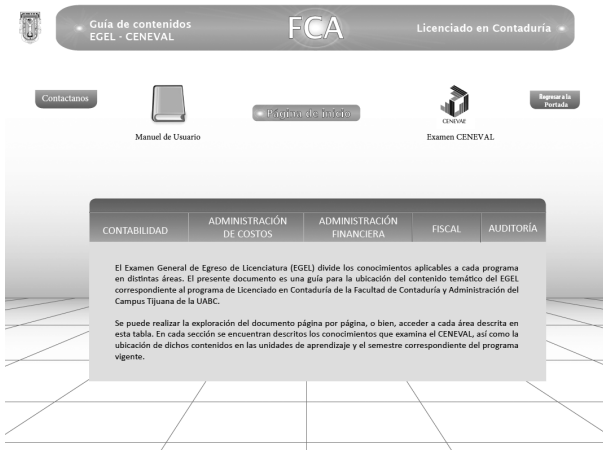 Guía de contenidos
EGEL - CENEVAL
FCA
Licenciado en Contaduría
Contactanos
Manuel de Usuario
Página de inicio
CENEVAL
Examen CENEVAL
Regresar a la
Portada
CONTABILIDAD
ADMINISTRACIÓN
DE COSTOS
ADMINISTRACIÓN
FINANCIERA
FISCAL
AUDITORÍA
El Examen General de Egreso de Licenciatura (EGEL) divide los conocimientos aplicables a cada programa
en distintas áreas. El presente documento es una guía para la ubicación del contenido temático del EGEL
correspondiente al programa de Licenciado en Contaduría de la Facultad de Contaduría y Administración del
Campus Tijuana de la UABC.
Se puede realizar la exploración del documento página por página, o bien, acceder a cada área descrita en
esta tabla. En cada sección se encuentran descritos los conocimientos que examina el CENEVAL, así como la
ubicación de dichos contenidos en las unidades de aprendizaje y el semestre correspondiente del programa
vigente.